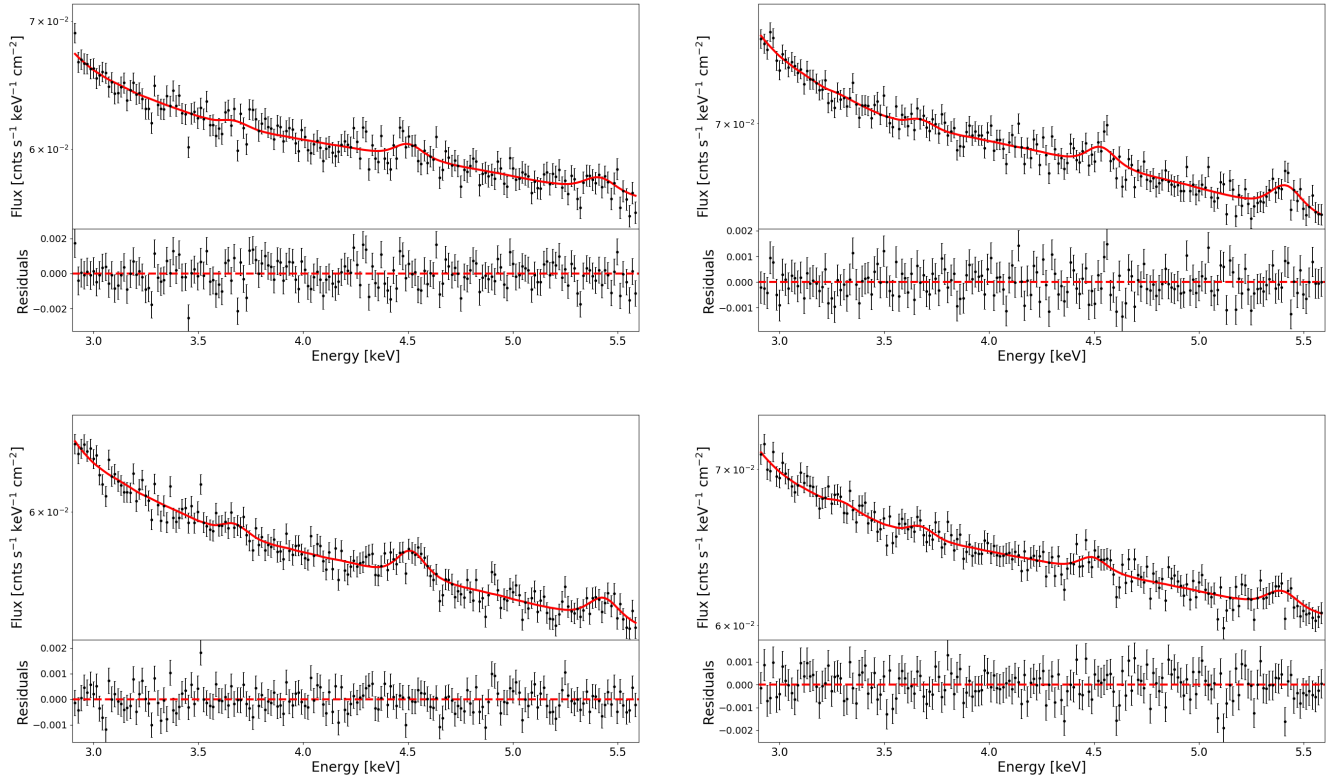 7 × 10⁻²
6 × 10⁻²
Flux [cnts s⁻¹ keV⁻¹ cm⁻²]
0.002
0.000
−0.002
Residuals
3.0 3.5 4.0 4.5 5.0 5.5
Energy [keV]
7 × 10⁻²
Flux [cnts s⁻¹ keV⁻¹ cm⁻²]
0.002
0.001
0.000
−0.001
Residuals
3.0 3.5 4.0 4.5 5.0 5.5
Energy [keV]
6 × 10⁻²
Flux [cnts s⁻¹ keV⁻¹ cm⁻²]
0.002
0.001
0.000
−0.001
Residuals
3.0 3.5 4.0 4.5 5.0 5.5
Energy [keV]
7 × 10⁻²
6 × 10⁻²
Flux [cnts s⁻¹ keV⁻¹ cm⁻²]
0.001
0.000
−0.001
−0.002
Residuals
3.0 3.5 4.0 4.5 5.0 5.5
Energy [keV]